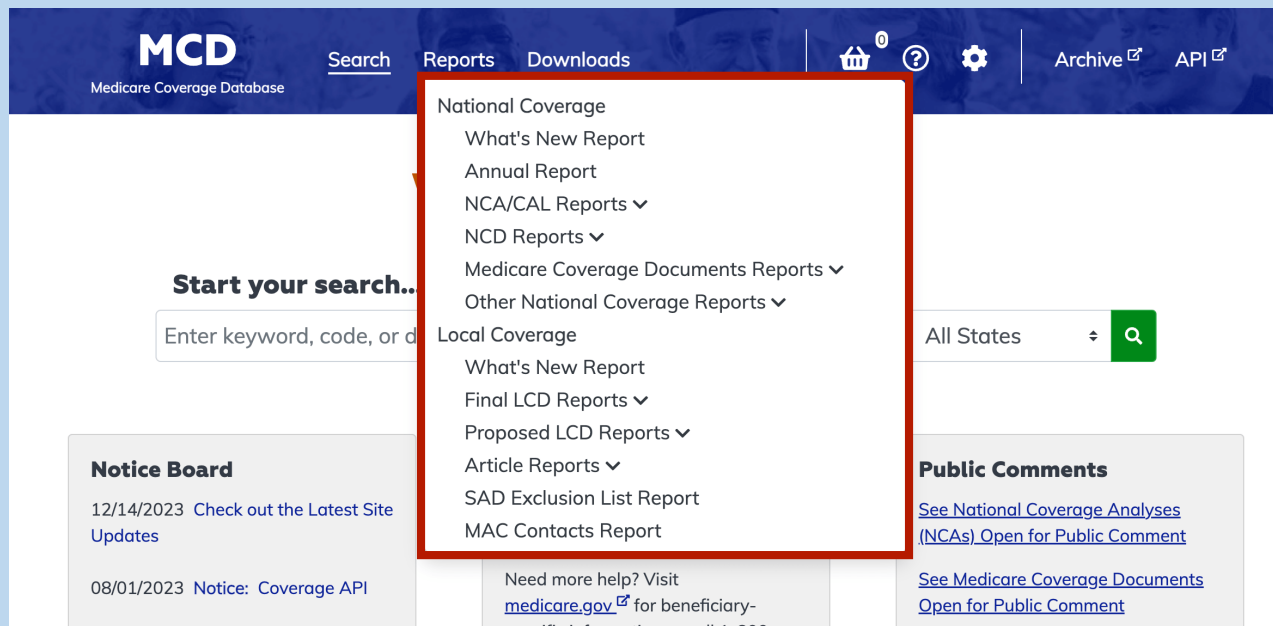 MCD
Medicare Coverage Database
Search
Reports
Downloads
0
Archive
API
National Coverage
What's New Report
Annual Report
NCA/CAL Reports
NCD Reports
Medicare Coverage Documents Reports
Other National Coverage Reports
Local Coverage
What's New Report
Final LCD Reports
Proposed LCD Reports
Article Reports
SAD Exclusion List Report
MAC Contacts Report
Start your search...
Enter keyword, code, or d
All States
Notice Board
12/14/2023 Check out the Latest Site
Updates
08/01/2023 Notice: Coverage API
Need more help? Visit
medicare.gov for beneficiary-
Public Comments
See National Coverage Analyses
(NCAs) Open for Public Comment
See Medicare Coverage Documents
Open for Public Comment